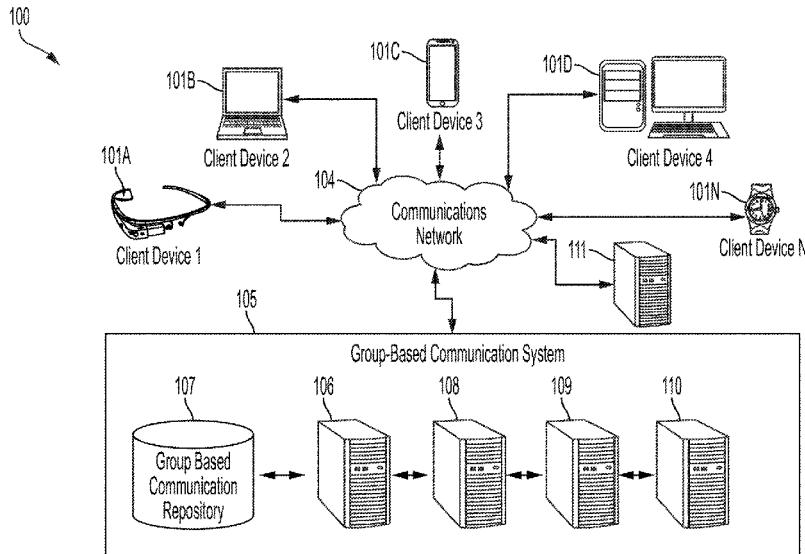 100
101B
Client Device 2
101C
Client Device 3
101D
Client Device 4
101A
Client Device 1
104
Communications
Network
101N
Client Device N
111
105
Group-Based Communication System
107
106
108
109
110
Group Based
Communication
Repository